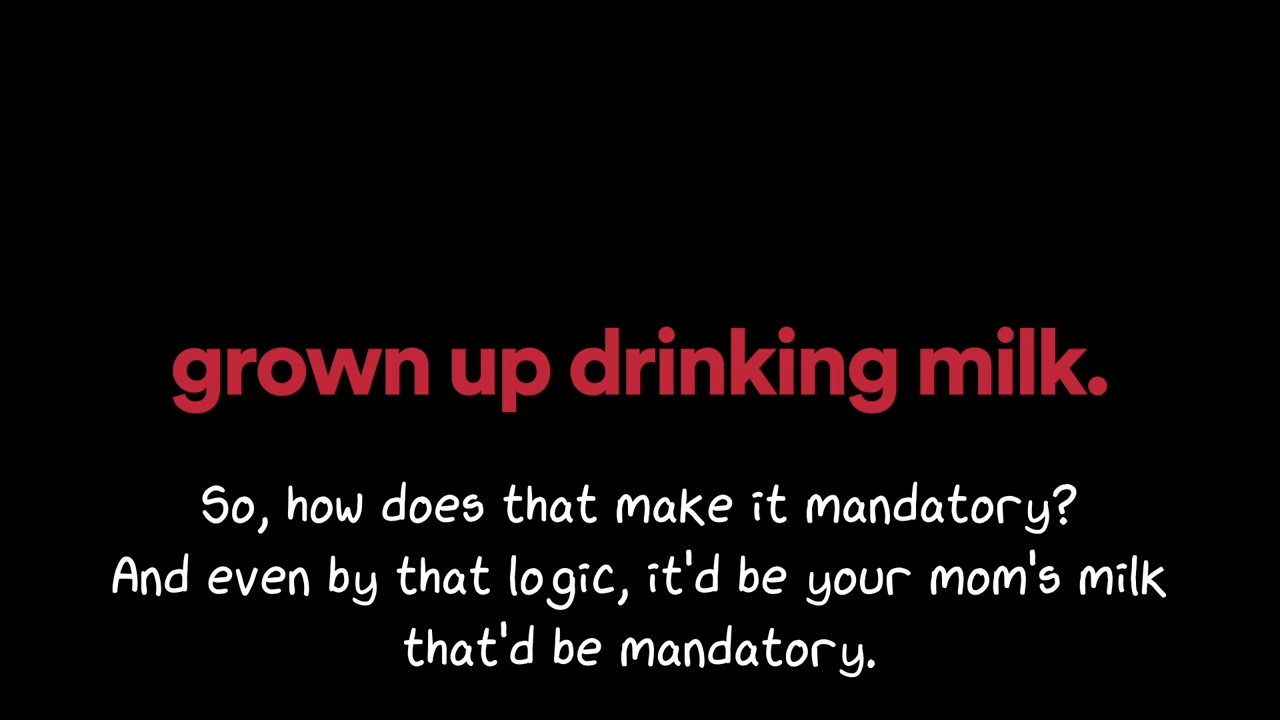 grown up drinking milk.
So, how does that make it mandatory?
And even by that logic, it'd be your mom's milk
that'd be mandatory.